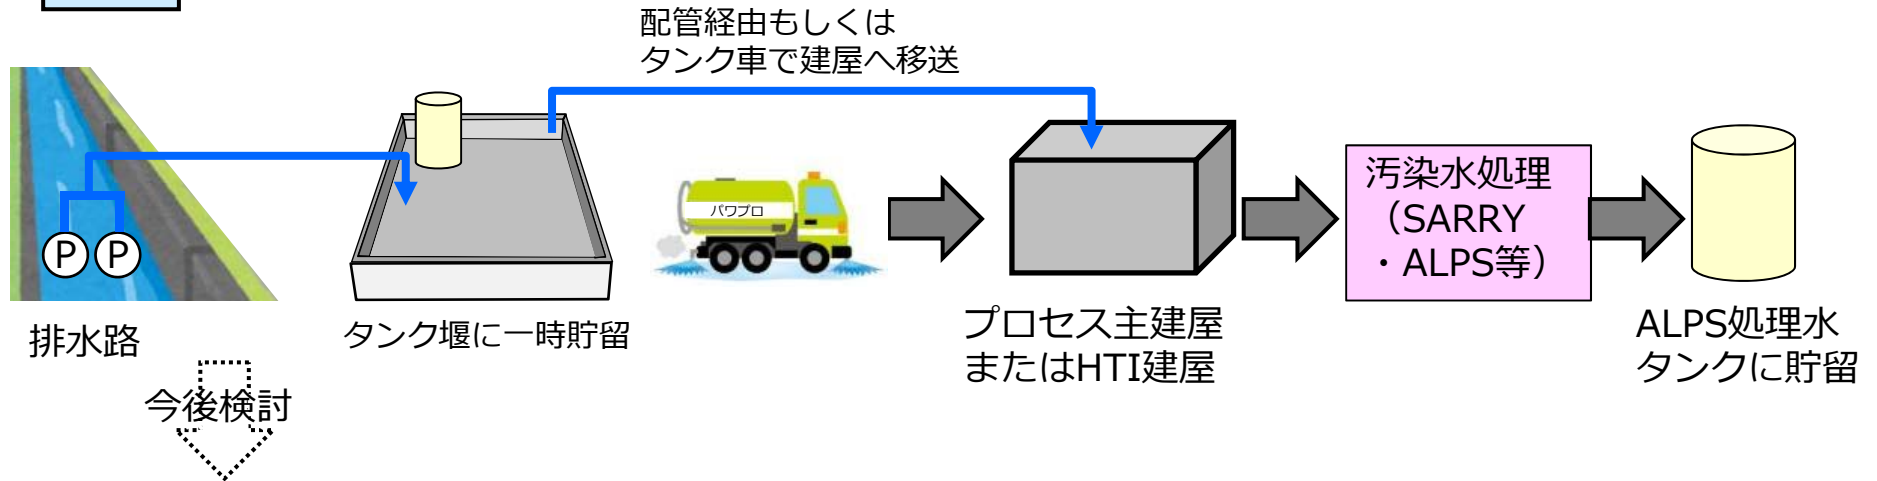 配管経由もしくは
タンク車で建屋へ移送
P P
パワプロ
汚染水処理
（SARRY
・ALPS等）
排水路
タンク堰に一時貯留
プロセス主建屋
またはHTI建屋
ALPS処理水
タンクに貯留
今後検討